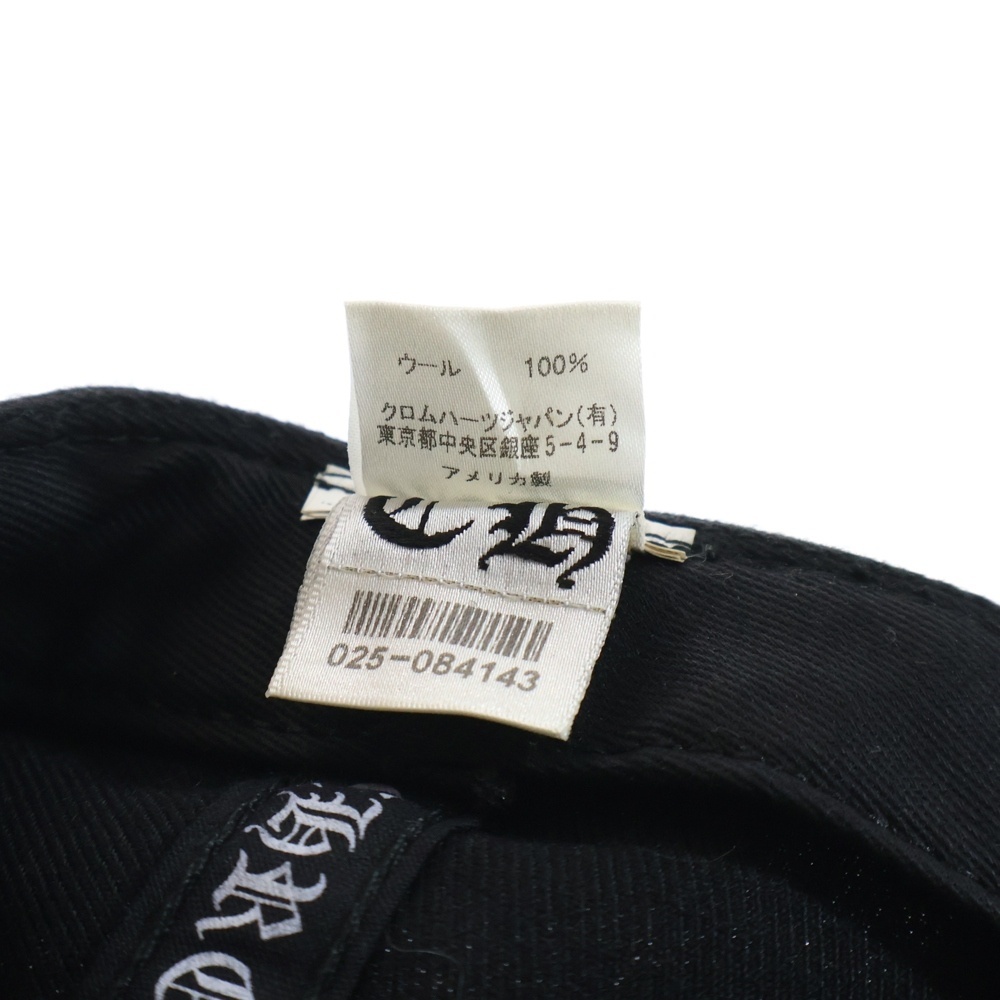 ウール 100%
クロムハーツジャパン(有)
東京都中央区銀座5-4-9
アメリカ製
CH
025-084143
HRO